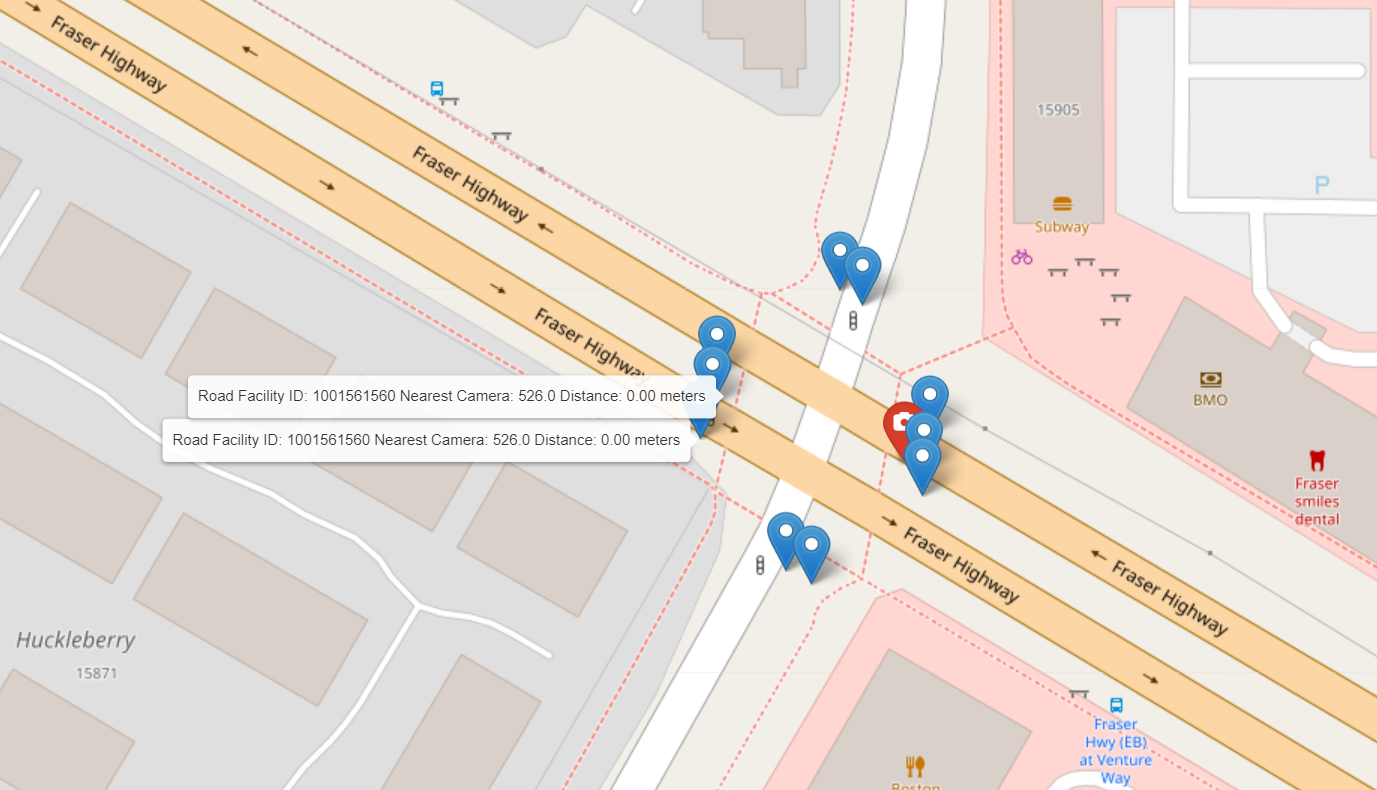 Fraser Highway
Fraser Highway
15905
P
Subway
Fraser Highway
Road Facility ID: 1001561560 Nearest Camera: 526.0 Distance: 0.00 meters
BMO
Road Facility ID: 1001561560 Nearest Camera: 526.0 Distance: 0.00 meters
Fraser
smiles
dental
Fraser Highway
Fraser Highway
Huckleberry
15871
Fraser
Hwy (EB)
at Venture
Way
Boston